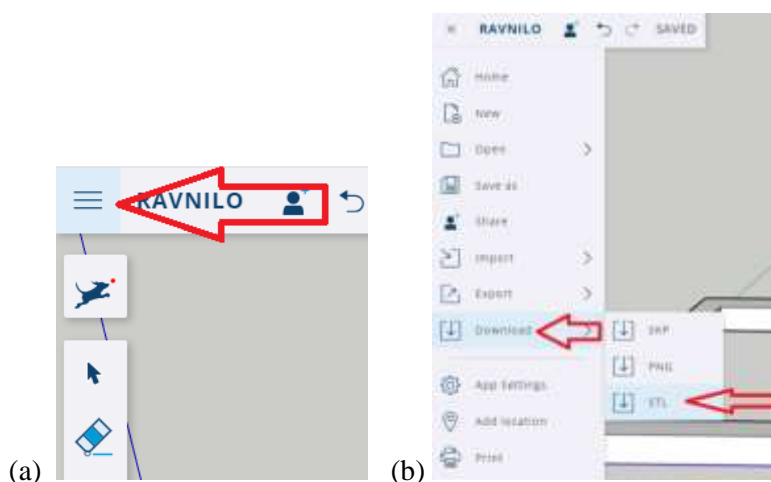 RAVNILO
(a)
RAVNILO SAVED
Home
New
Open
Save as
Share
Import
Export
Download
SKP
PNG
STL
App Settings
Add location
Print
(b)